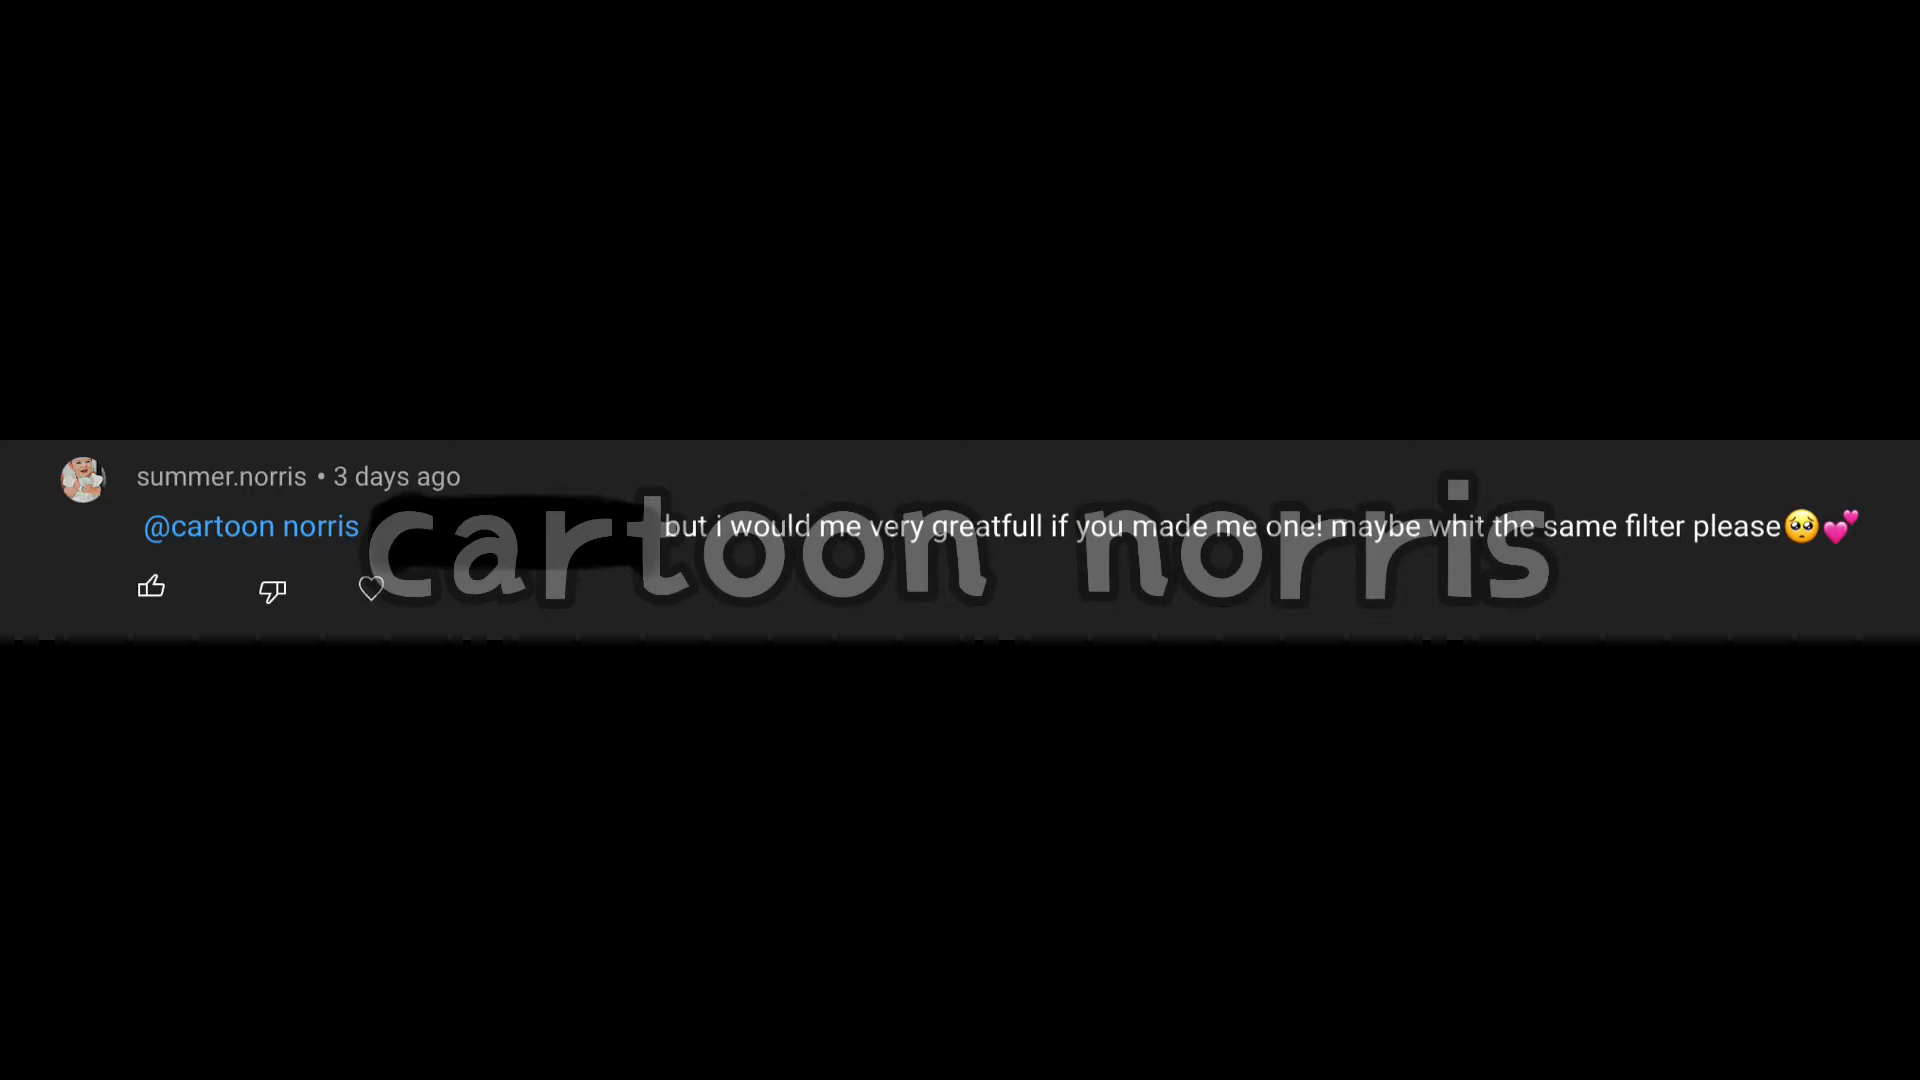 summer.norris • 3 days ago
@cartoon norris but i would me very greatfull if you made me one! maybe whit the same filter please🥺💕
cartoon norris